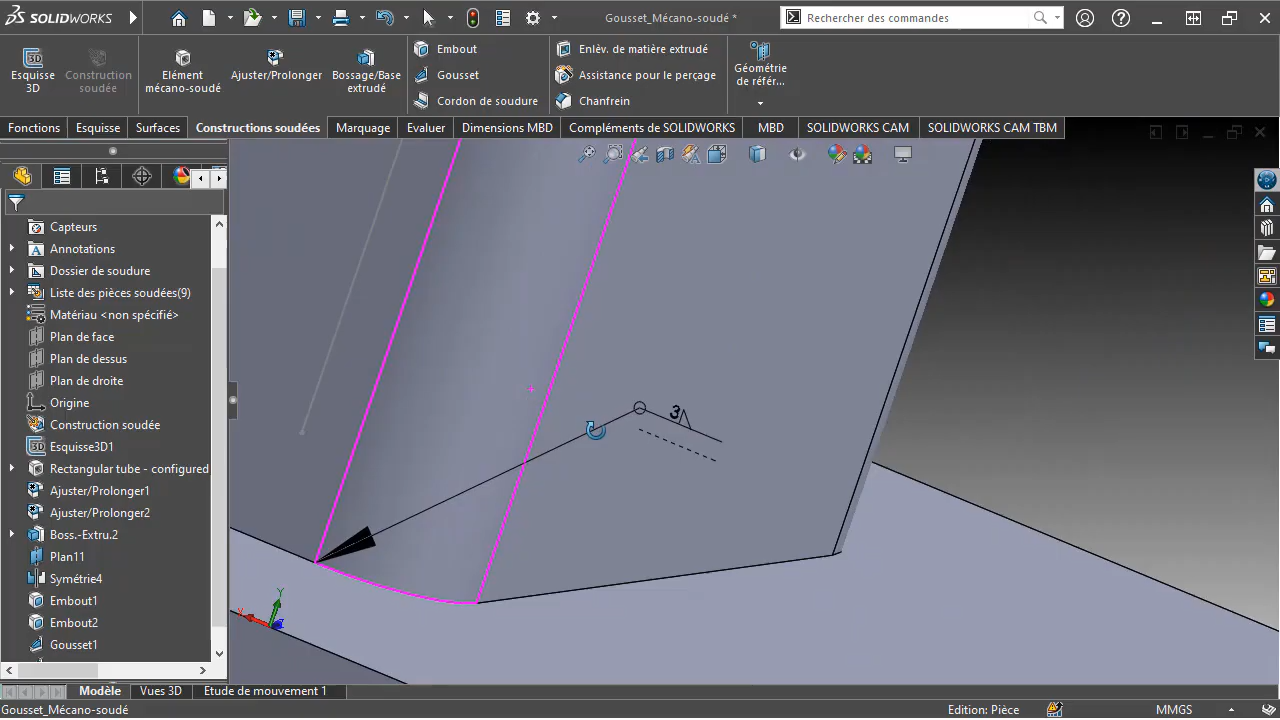 SOLIDWORKS
Gousset_Mécano-soudé *
Rechercher des commandes
Esquisse 3D
Construction soudée
Elément mécano-soudé
Ajuster/Prolonger
Bossage/Base extrudé
Embout
Gousset
Cordon de soudure
Enlèv. de matière extrudé
Assistance pour le perçage
Chanfrein
Géométrie de référ...
Fonctions
Esquisse
Surfaces
Constructions soudées
Marquage
Evaluer
Dimensions MBD
Compléments de SOLIDWORKS
MBD
SOLIDWORKS CAM
SOLIDWORKS CAM TBM
Capteurs
Annotations
Dossier de soudure
Liste des pièces soudées(9)
Matériau <non spécifié>
Plan de face
Plan de dessus
Plan de droite
Origine
Construction soudée
Esquisse3D1
Rectangular tube - configured
Ajuster/Prolonger1
Ajuster/Prolonger2
Boss.-Extru.2
Plan11
Symétrie4
Embout1
Embout2
Gousset1
3
Y
Modèle
Vues 3D
Etude de mouvement 1
Gousset_Mécano-soudé
Edition: Pièce
MMGS